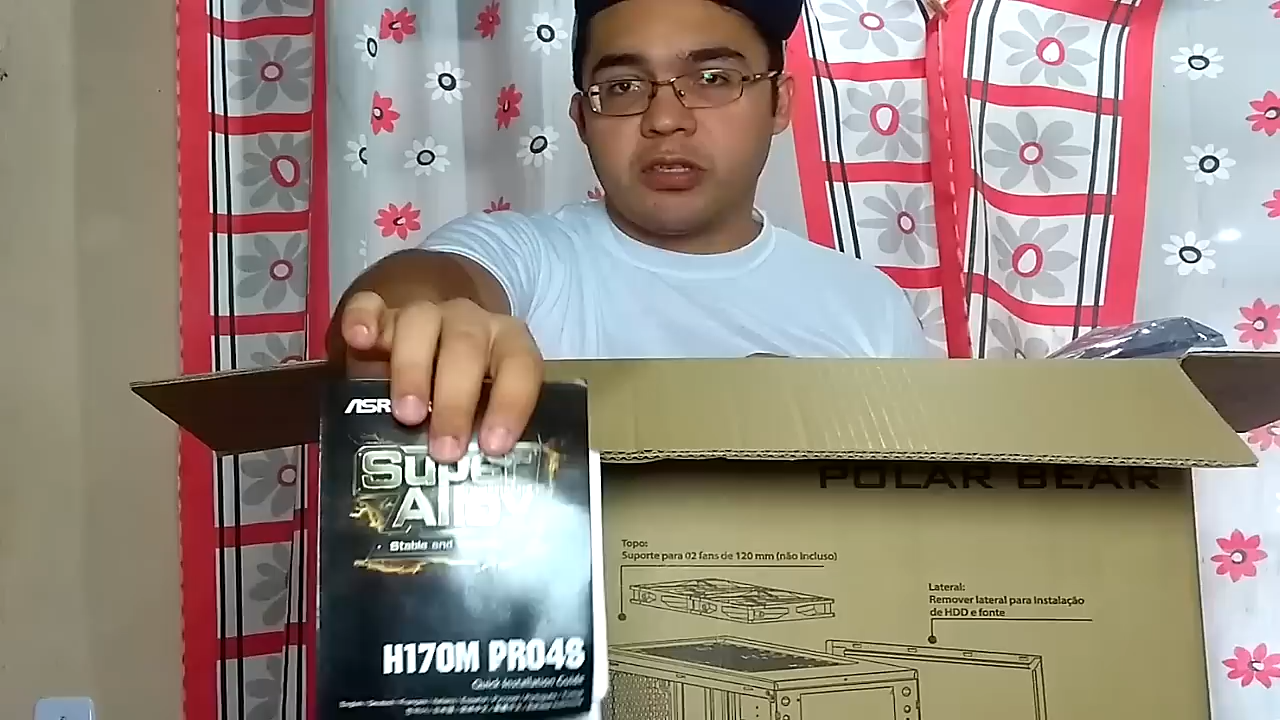 ASR
Super
Alloy
Stable and
H170M PRO4S
Quick Installation Guide
POLAR BEAR
Topo:
Suporte para 02 fans de 120 mm (não incluso)
Lateral:
Remover lateral para instalação
de HDD e fonte